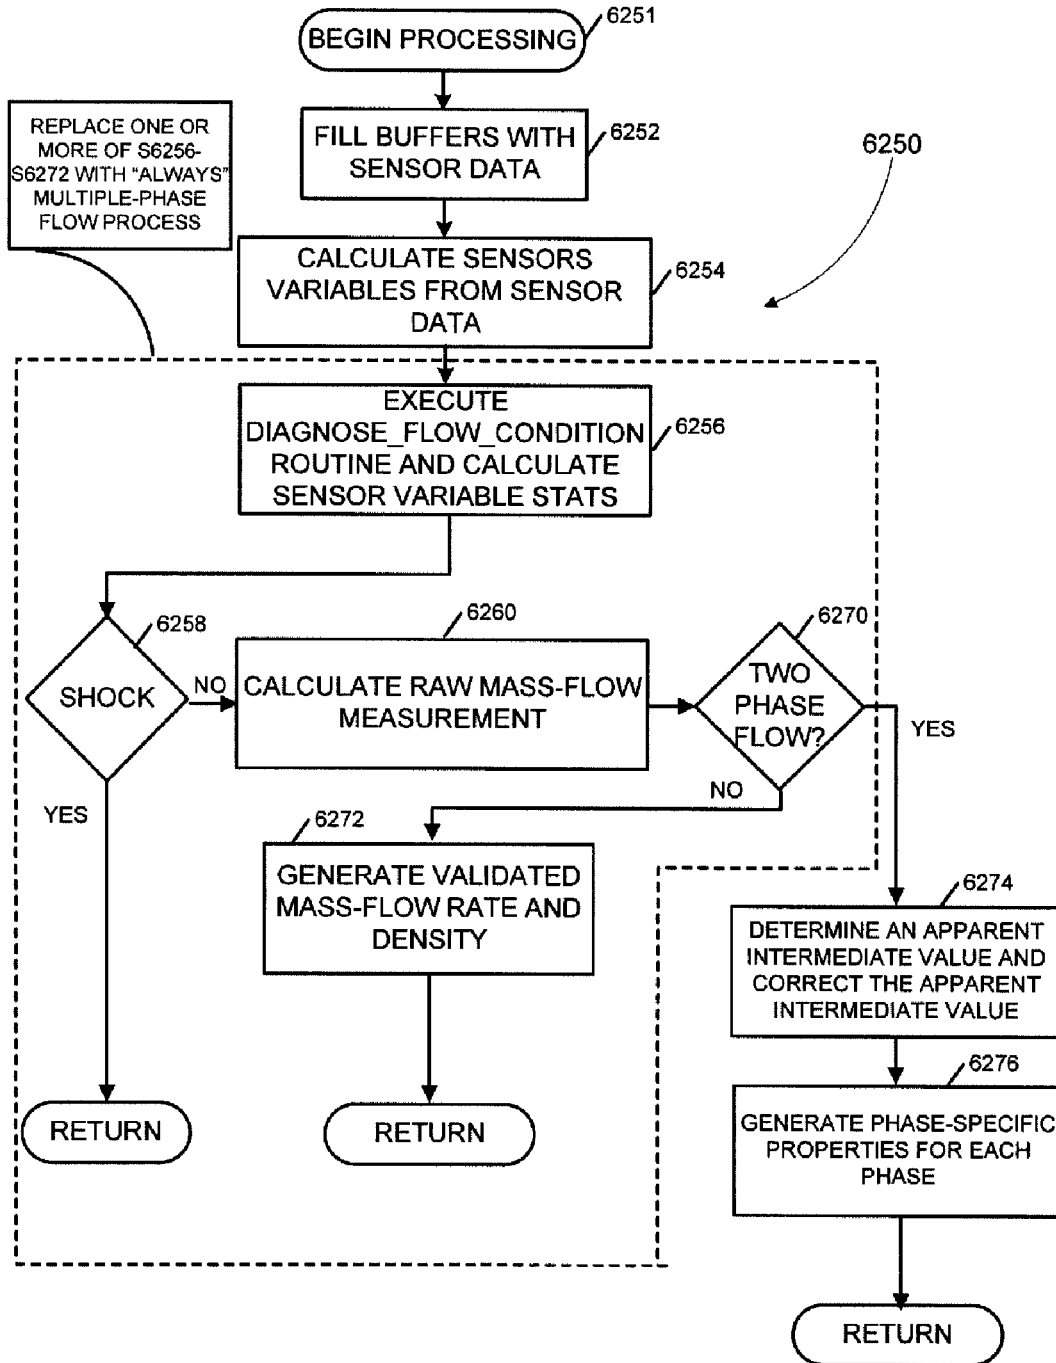 BEGIN PROCESSING
6251
REPLACE ONE OR
MORE OF S6256-
S6272 WITH "ALWAYS"
MULTIPLE-PHASE
FLOW PROCESS
FILL BUFFERS WITH
SENSOR DATA
6252
6250
CALCULATE SENSORS
VARIABLES FROM SENSOR
DATA
6254
EXECUTE
DIAGNOSE_FLOW_CONDITION
ROUTINE AND CALCULATE
SENSOR VARIABLE STATS
6256
SHOCK
6258
NO
YES
CALCULATE RAW MASS-FLOW
MEASUREMENT
6260
TWO
PHASE
FLOW?
6270
YES
NO
6272
GENERATE VALIDATED
MASS-FLOW RATE AND
DENSITY
6274
DETERMINE AN APPARENT
INTERMEDIATE VALUE AND
CORRECT THE APPARENT
INTERMEDIATE VALUE
6276
GENERATE PHASE-SPECIFIC
PROPERTIES FOR EACH
PHASE
RETURN
RETURN
RETURN